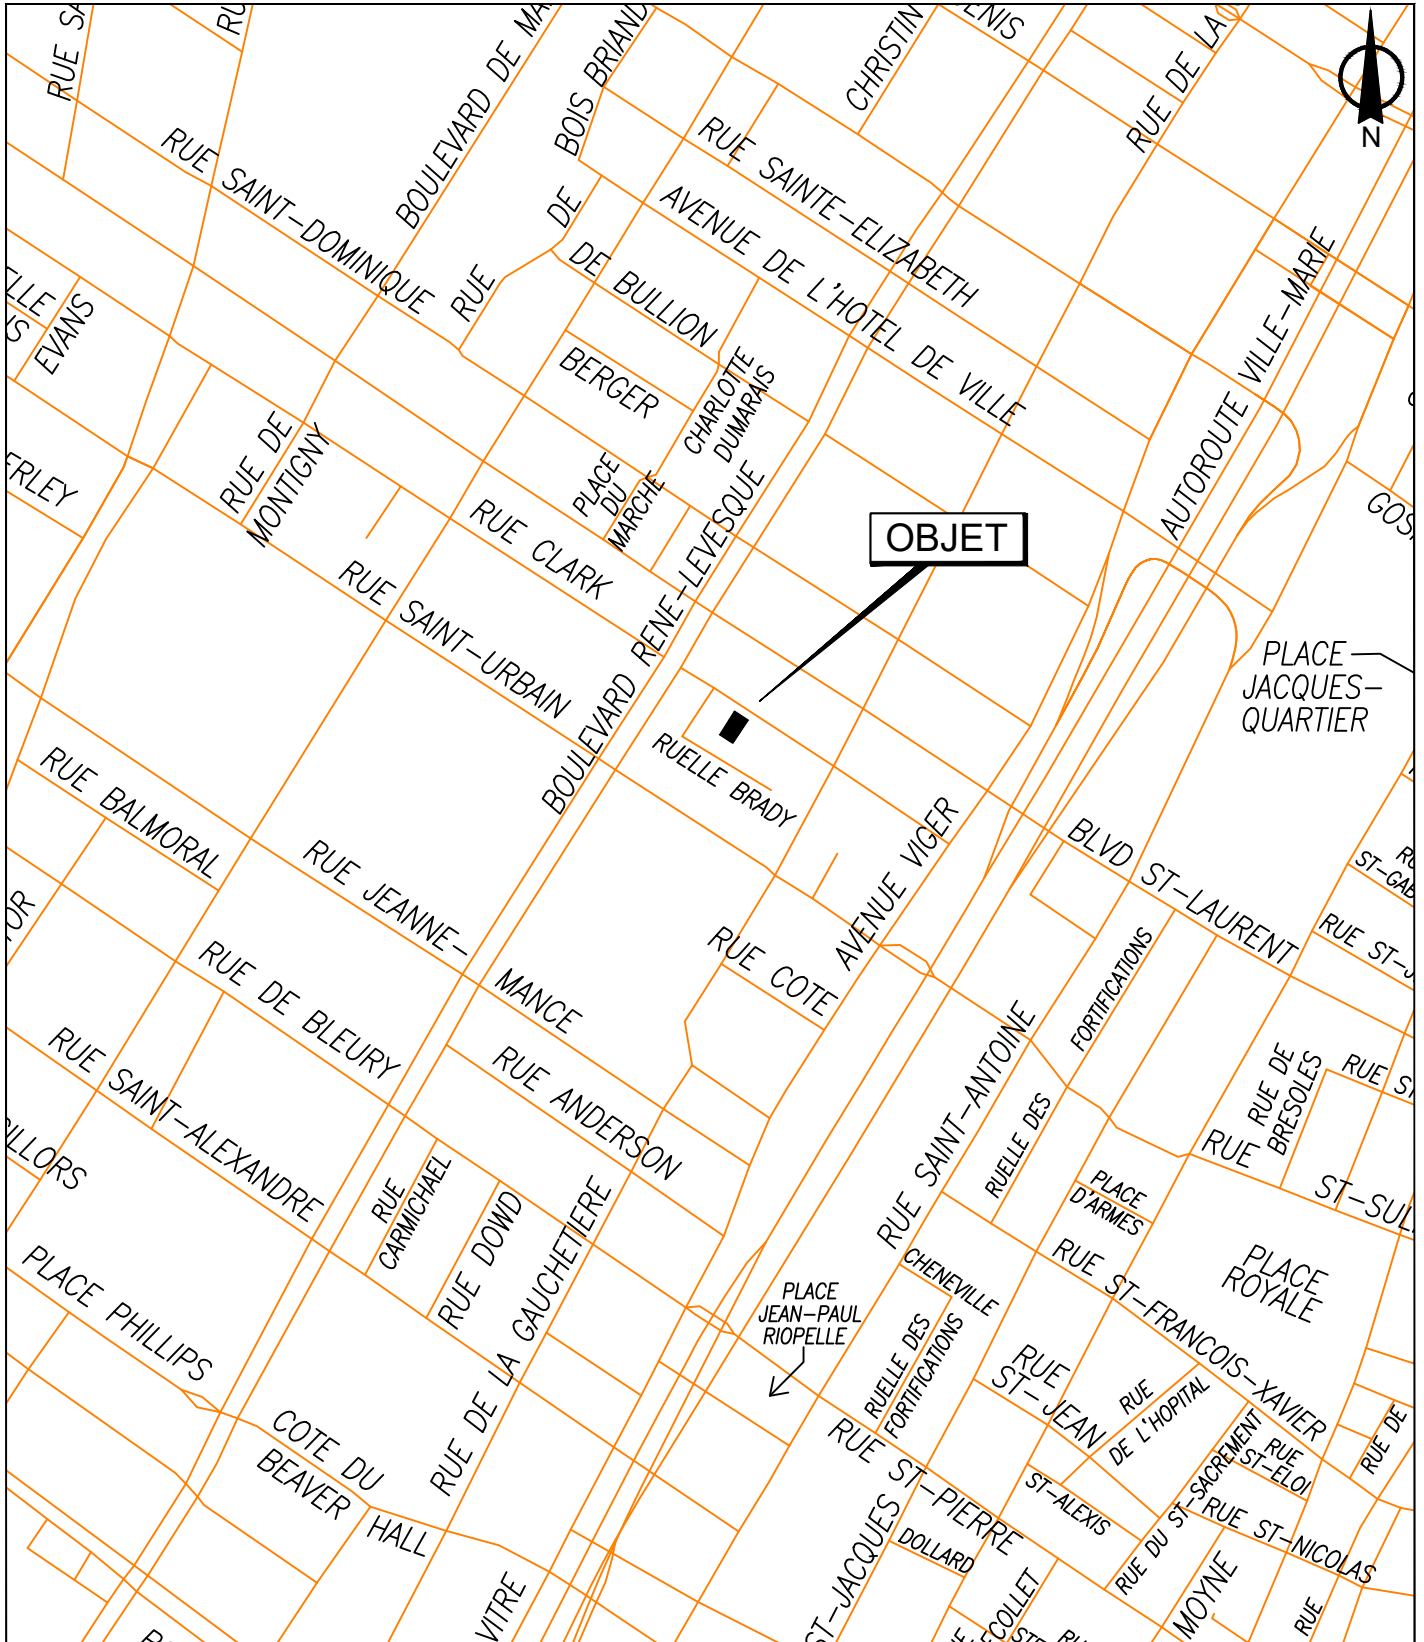 BOULEVARD DE
BOIS BRIAND
CHRISTIN
RUE DE LA
N
RUE SAINT-DOMINIQUE
RUE SAINTE-ELIZABETH
AVENUE DE L'HOTEL DE VILLE
RUE
DE
DE BULLION
AUTOROUTE VILLE-MARIE
EVANS
BERGER
CHARLOTTE
DUMARAIS
RUE DE
MONTIGNY
PLACE
DU
MARCHE
RUE CLARK
OBJET
RUE SAINT-URBAIN
BOULEVARD RENE-LEVESQUE
PLACE
JACQUES-
QUARTIER
RUELLE BRADY
RUE BALMORAL
RUE JEANNE-
MANCE
AVENUE VIGER
BLVD ST-LAURENT
RUE DE BLEURY
RUE COTE
RUE SAINT-ANTOINE
RUELLE DES
FORTIFICATIONS
RUE DE
BRESOLES
RUE SAINT-ALEXANDRE
RUE ANDERSON
RUE
CARMICHAEL
RUE DOWD
RUE DE LA GAUCHETIERE
PLACE
D'ARMES
RUE
PLACE
ROYALE
PLACE PHILLIPS
PLACE
JEAN-PAUL
RIOPELLE
CHENEVILLE
RUELLE DES
FORTIFICATIONS
RUE ST-FRANCOIS-XAVIER
RUE
ST-JEAN
RUE
DE L'HOPITAL
COTE DU
BEAVER HALL
RUE ST-PIERRE
ST-ALEXIS
RUE DU ST-SACREMENT
RUE
ST-ELOI
RUE DE
RUE ST-NICOLAS
DOLLARD
ST-JACQUES
VITRE
MOYNE
RUE